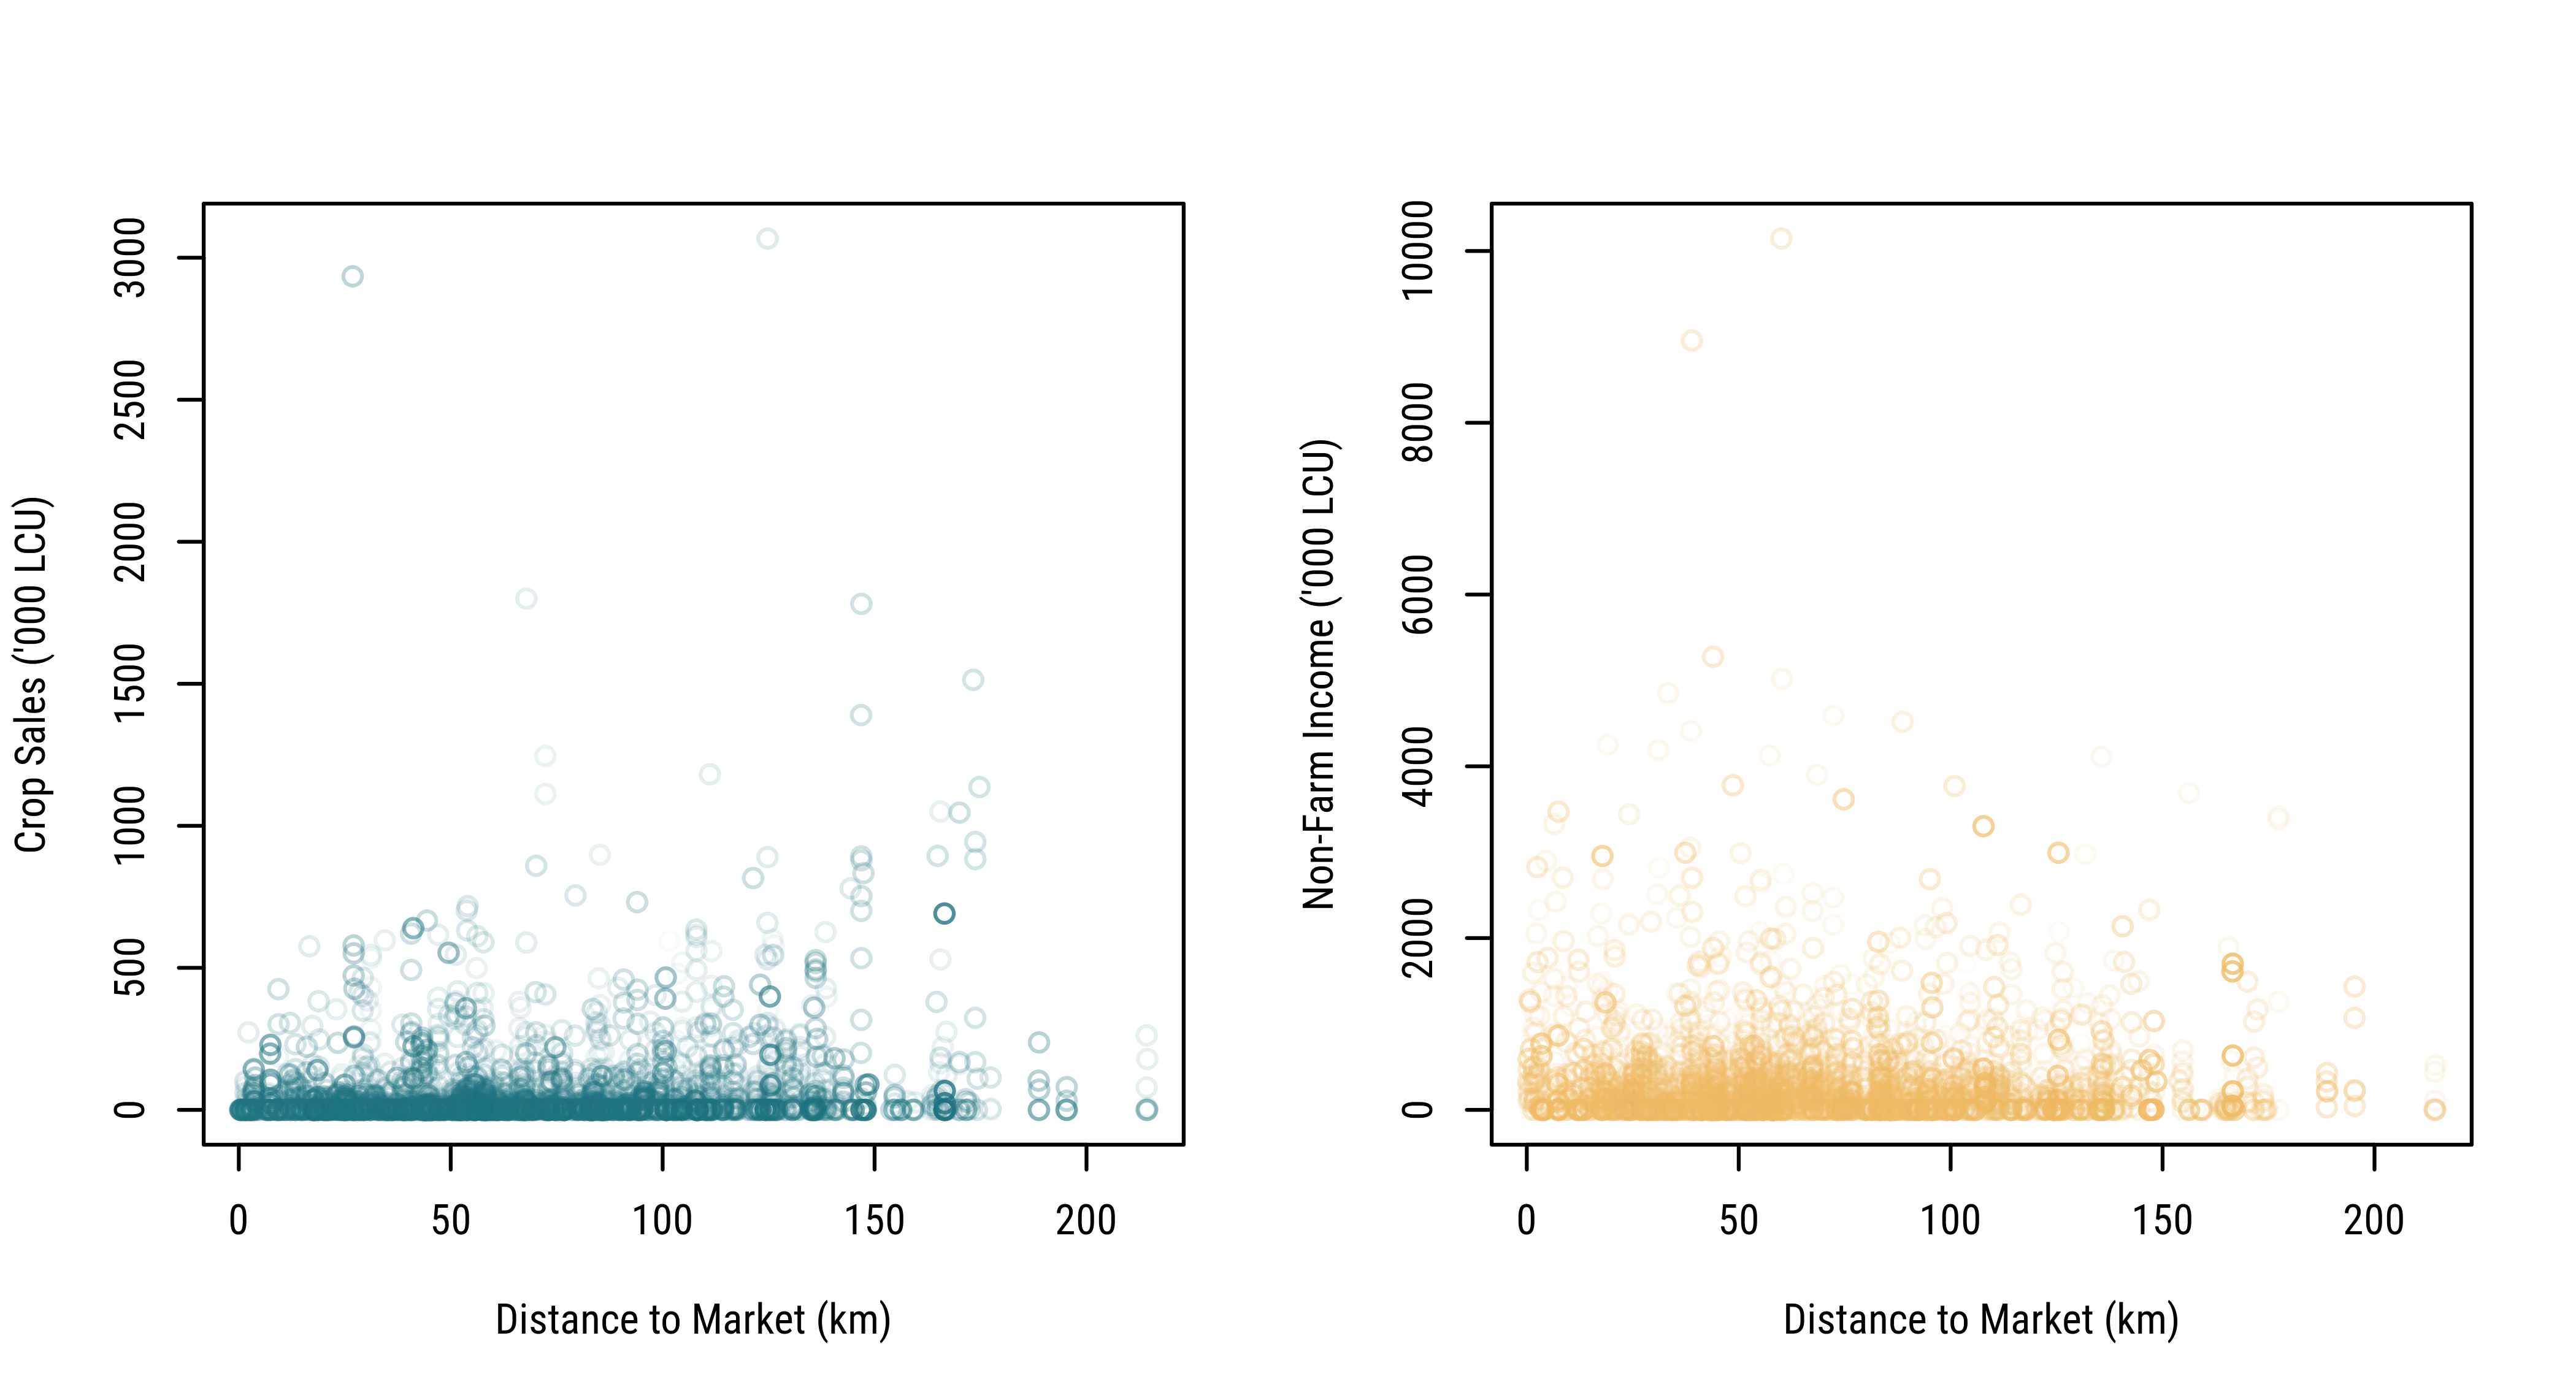 Crop Sales ('000 LCU)
3000
2500
2000
1500
1000
500
0
0 50 100 150 200
Distance to Market (km)
Non-Farm Income ('000 LCU)
10000
8000
6000
4000
2000
0
0 50 100 150 200
Distance to Market (km)